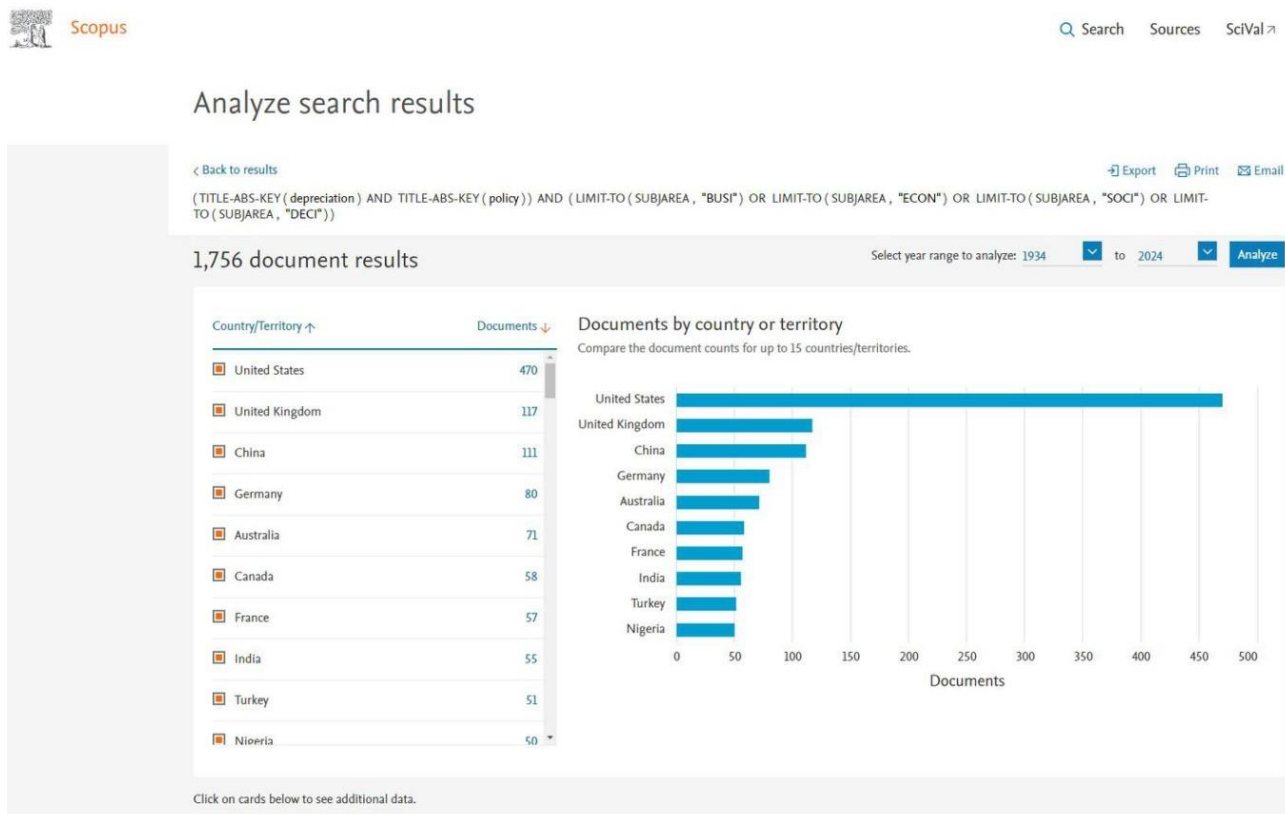 Scopus
Search Sources SciVal
Analyze search results
Back to results
Export Print Email
(TITLE-ABS-KEY(depreciation) AND TITLE-ABS-KEY(policy)) AND (LIMIT-TO(SUBJAREA, "BUSI") OR LIMIT-TO(SUBJAREA, "ECON") OR LIMIT-TO(SUBJAREA, "SOCI") OR LIMIT-
TO(SUBJAREA, "DECI"))
1,756 document results
Select year range to analyze: 1934 to 2024 Analyze
Country/Territory Documents
United States 470
United Kingdom 117
China 111
Germany 80
Australia 71
Canada 58
France 57
India 55
Turkey 51
Nigeria 50
Documents by country or territory
Compare the document counts for up to 15 countries/territories.
United States
United Kingdom
China
Germany
Australia
Canada
France
India
Turkey
Nigeria
0 50 100 150 200 250 300 350 400 450 500
Documents
Click on cards below to see additional data.